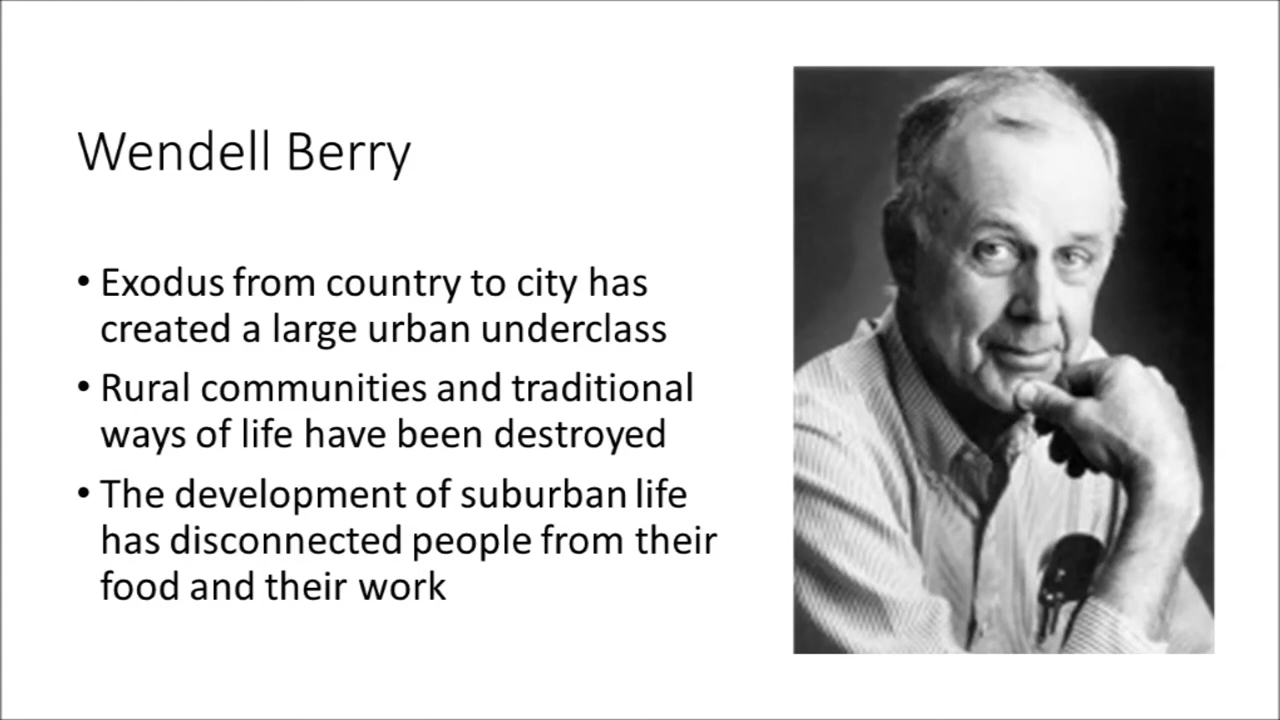 Wendell Berry
• Exodus from country to city has
created a large urban underclass
• Rural communities and traditional
ways of life have been destroyed
• The development of suburban life
has disconnected people from their
food and their work